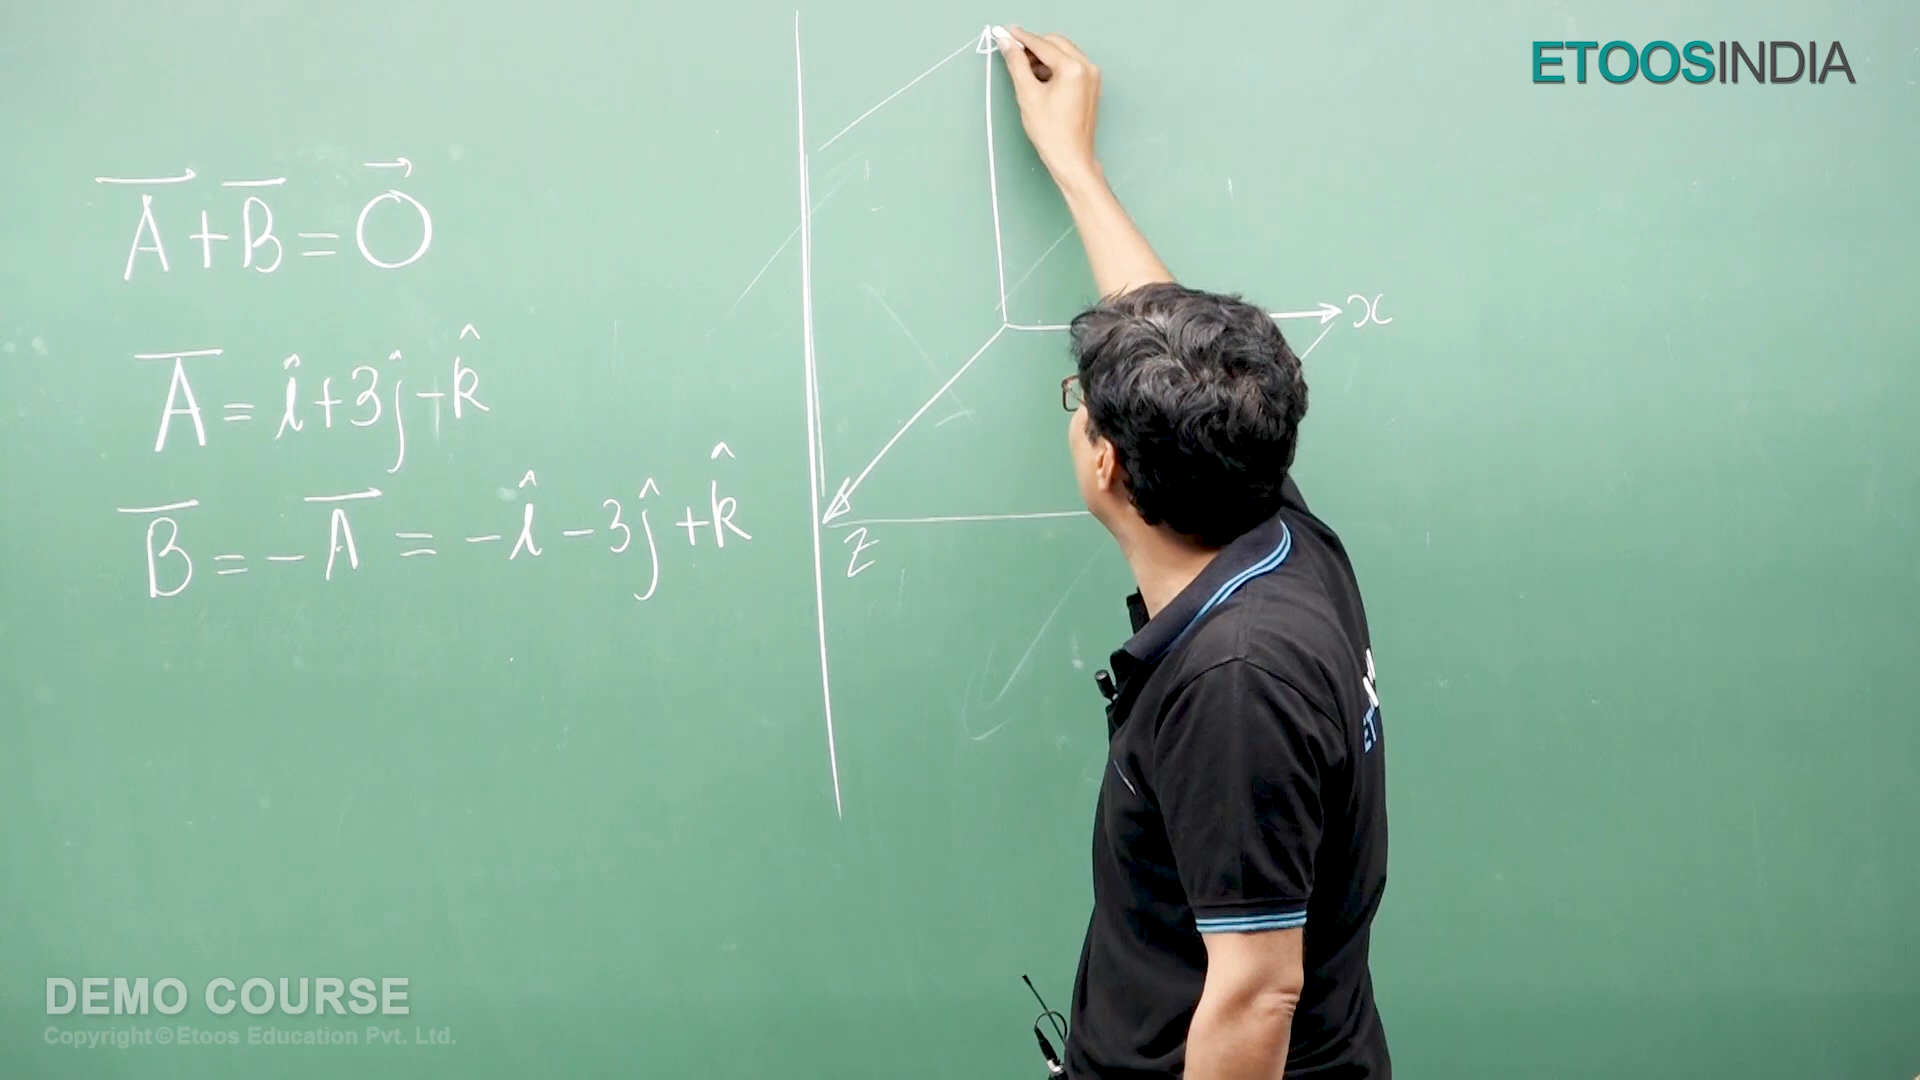 ETOOSINDIA
A⃗ + B̅ = O⃗
A̅ = î + 3ĵ - k̂
B̅ = -A⃗ = -î - 3ĵ + k̂
x
Z
DEMO COURSE
Copyright © Etoos Education Pvt. Ltd.